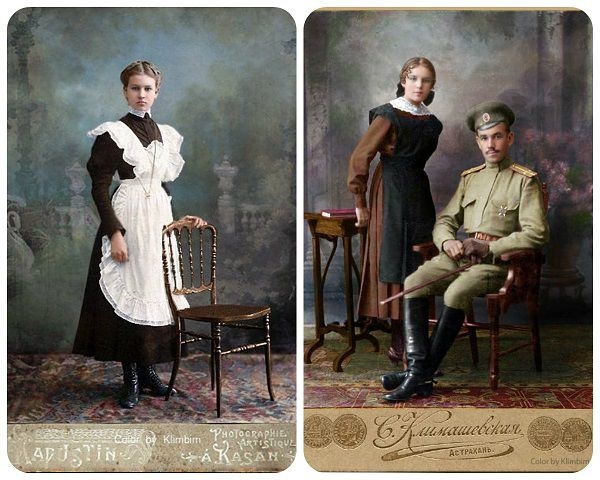 Color by Klimbim
PHOTOGRAPHIE
ARTISTIQUE
á KASAN
С. Климашевская.
АСТРАХАНЬ.
Color by Klimbim